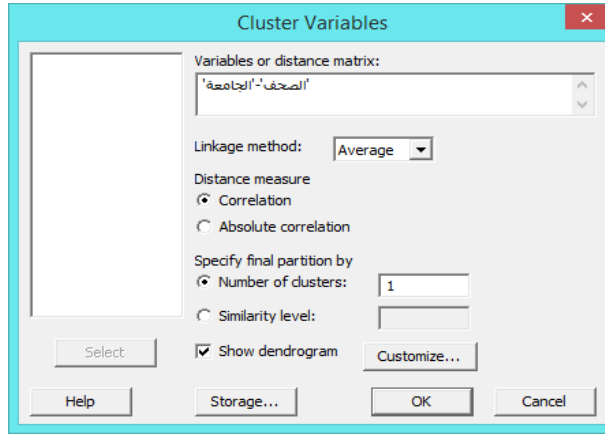 Cluster Variables
Variables or distance matrix:
'الصحف'-'الجامعة'
Linkage method: Average
Distance measure
Correlation
Absolute correlation
Specify final partition by
Number of clusters: 1
Similarity level:
Select
Show dendrogram
Customize...
Help
Storage...
OK
Cancel